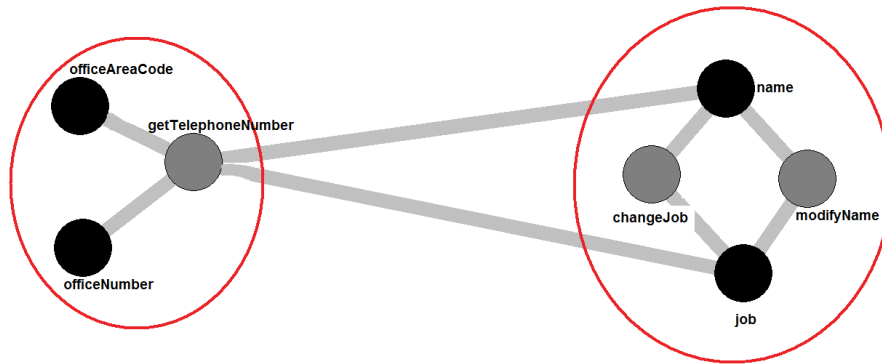 officeAreaCode
getTelephoneNumber
officeNumber
name
changeJob
modifyName
job